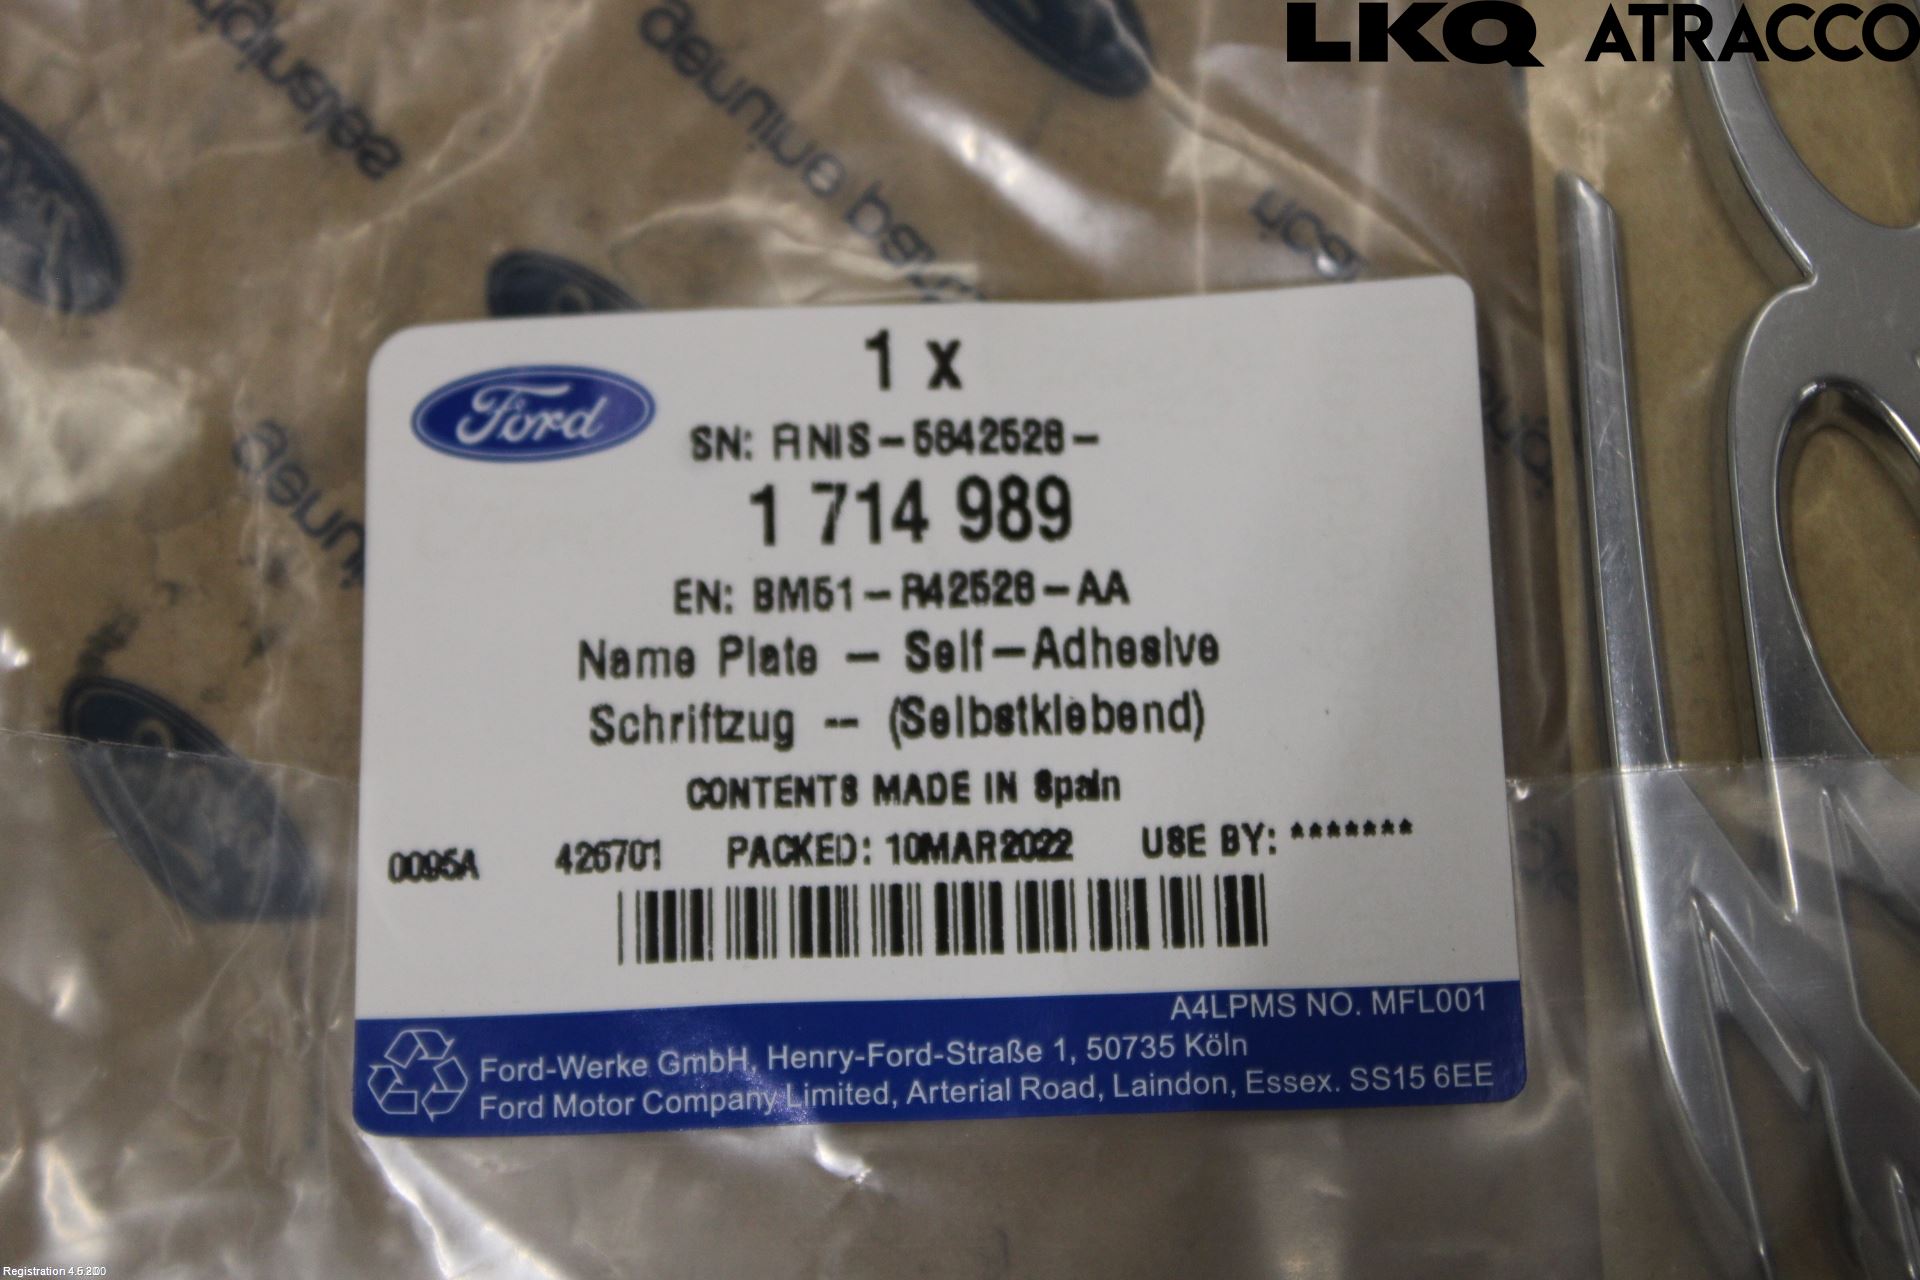 LKQ ATRACCO
Ford
1 x
SN: FINIS-5842528-
1 714 989
EN: BM51-R42528-AA
Name Plate - Self-Adhesive
Schriftzug -- (Selbstklebend)
CONTENTS MADE IN Spain
0095A 426701 PACKED: 10MAR2022 USE BY: *******
A4LPMS NO. MFL001
Ford-Werke GmbH, Henry-Ford-Straße 1, 50735 Köln
Ford Motor Company Limited, Arterial Road, Laindon, Essex. SS15 6EE